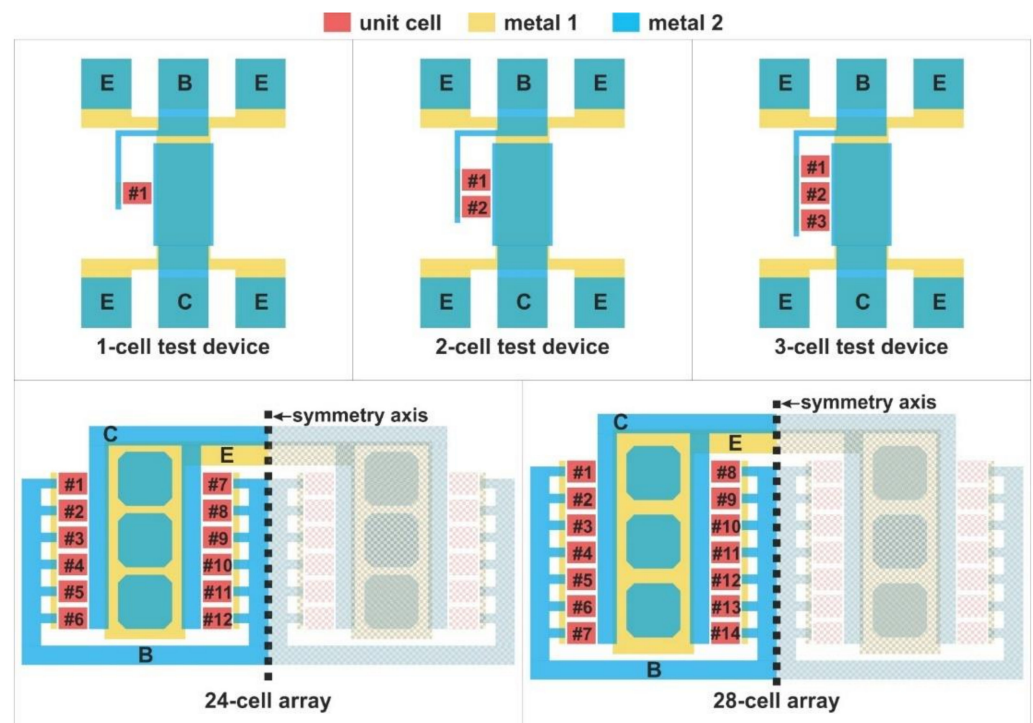 unit cell metal 1 metal 2
E B E
#1
E C E
1-cell test device
E B E
#1
#2
E C E
2-cell test device
E B E
#1
#2
#3
E C E
3-cell test device
symmetry axis
C
E
#1 #7
#2 #8
#3 #9
#4 #10
#5 #11
#6 #12
B
24-cell array
symmetry axis
C
E
#1 #8
#2 #9
#3 #10
#4 #11
#5 #12
#6 #13
#7 #14
B
28-cell array